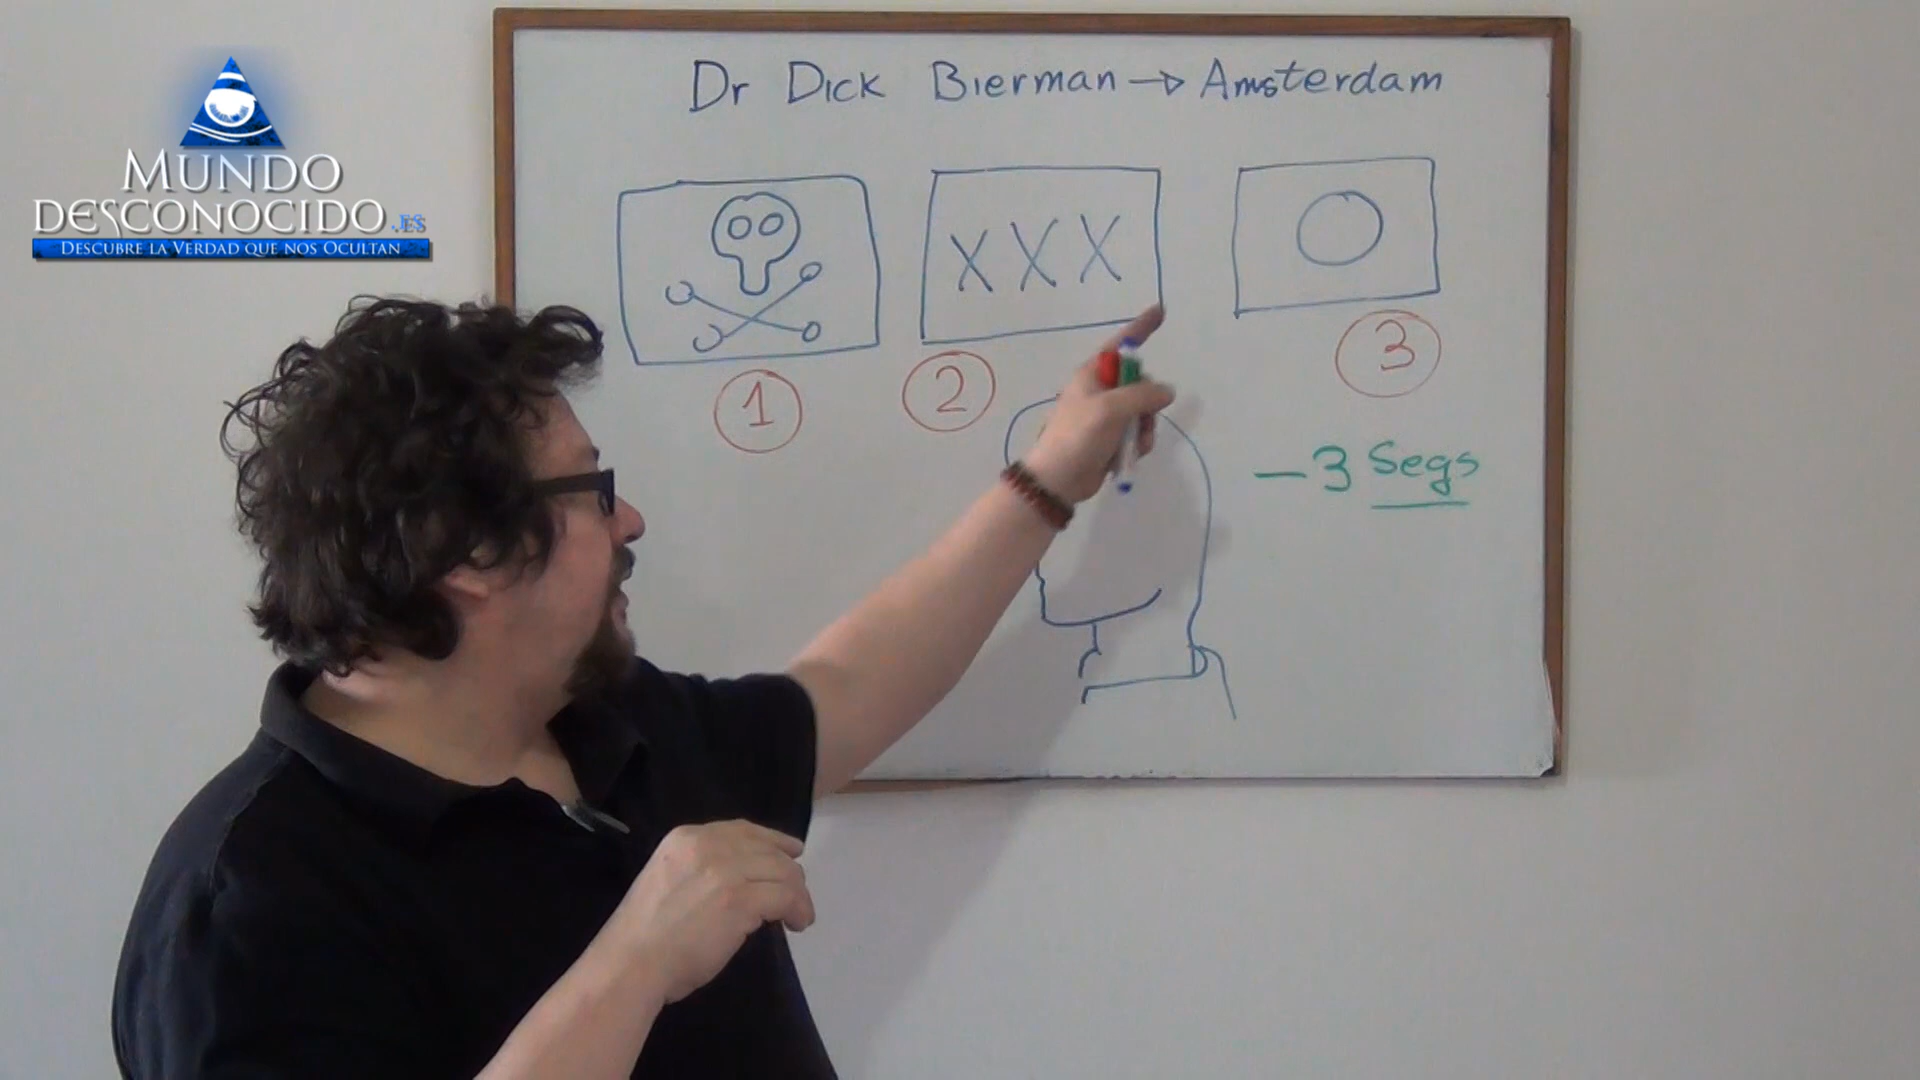 MUNDO
DESCONOCIDO.ES
DESCUBRE LA VERDAD QUE NOS OCULTAN
Dr Dick Bierman → Amsterdam
XXX
1
2
3
-3 Segs